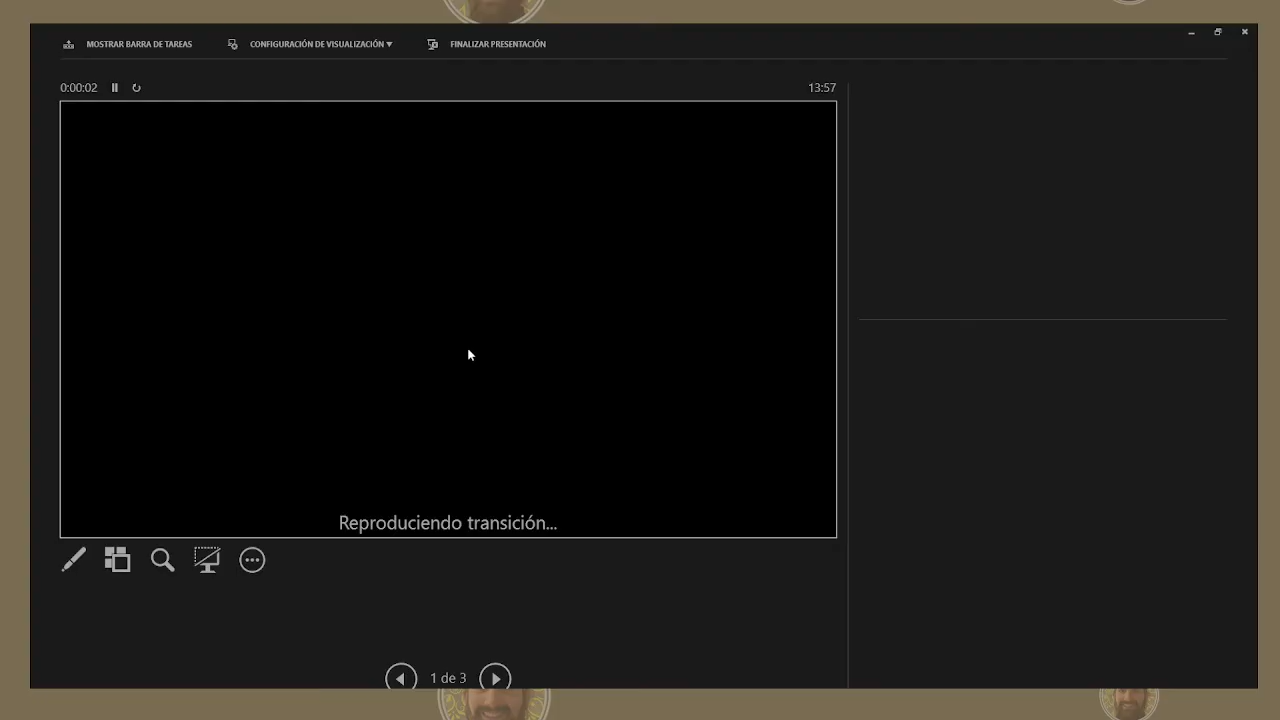 MOSTRAR BARRA DE TAREAS
CONFIGURACIÓN DE VISUALIZACIÓN ▾
FINALIZAR PRESENTACIÓN
0:00:02
13:57
Reproduciendo transición...
1 de 3